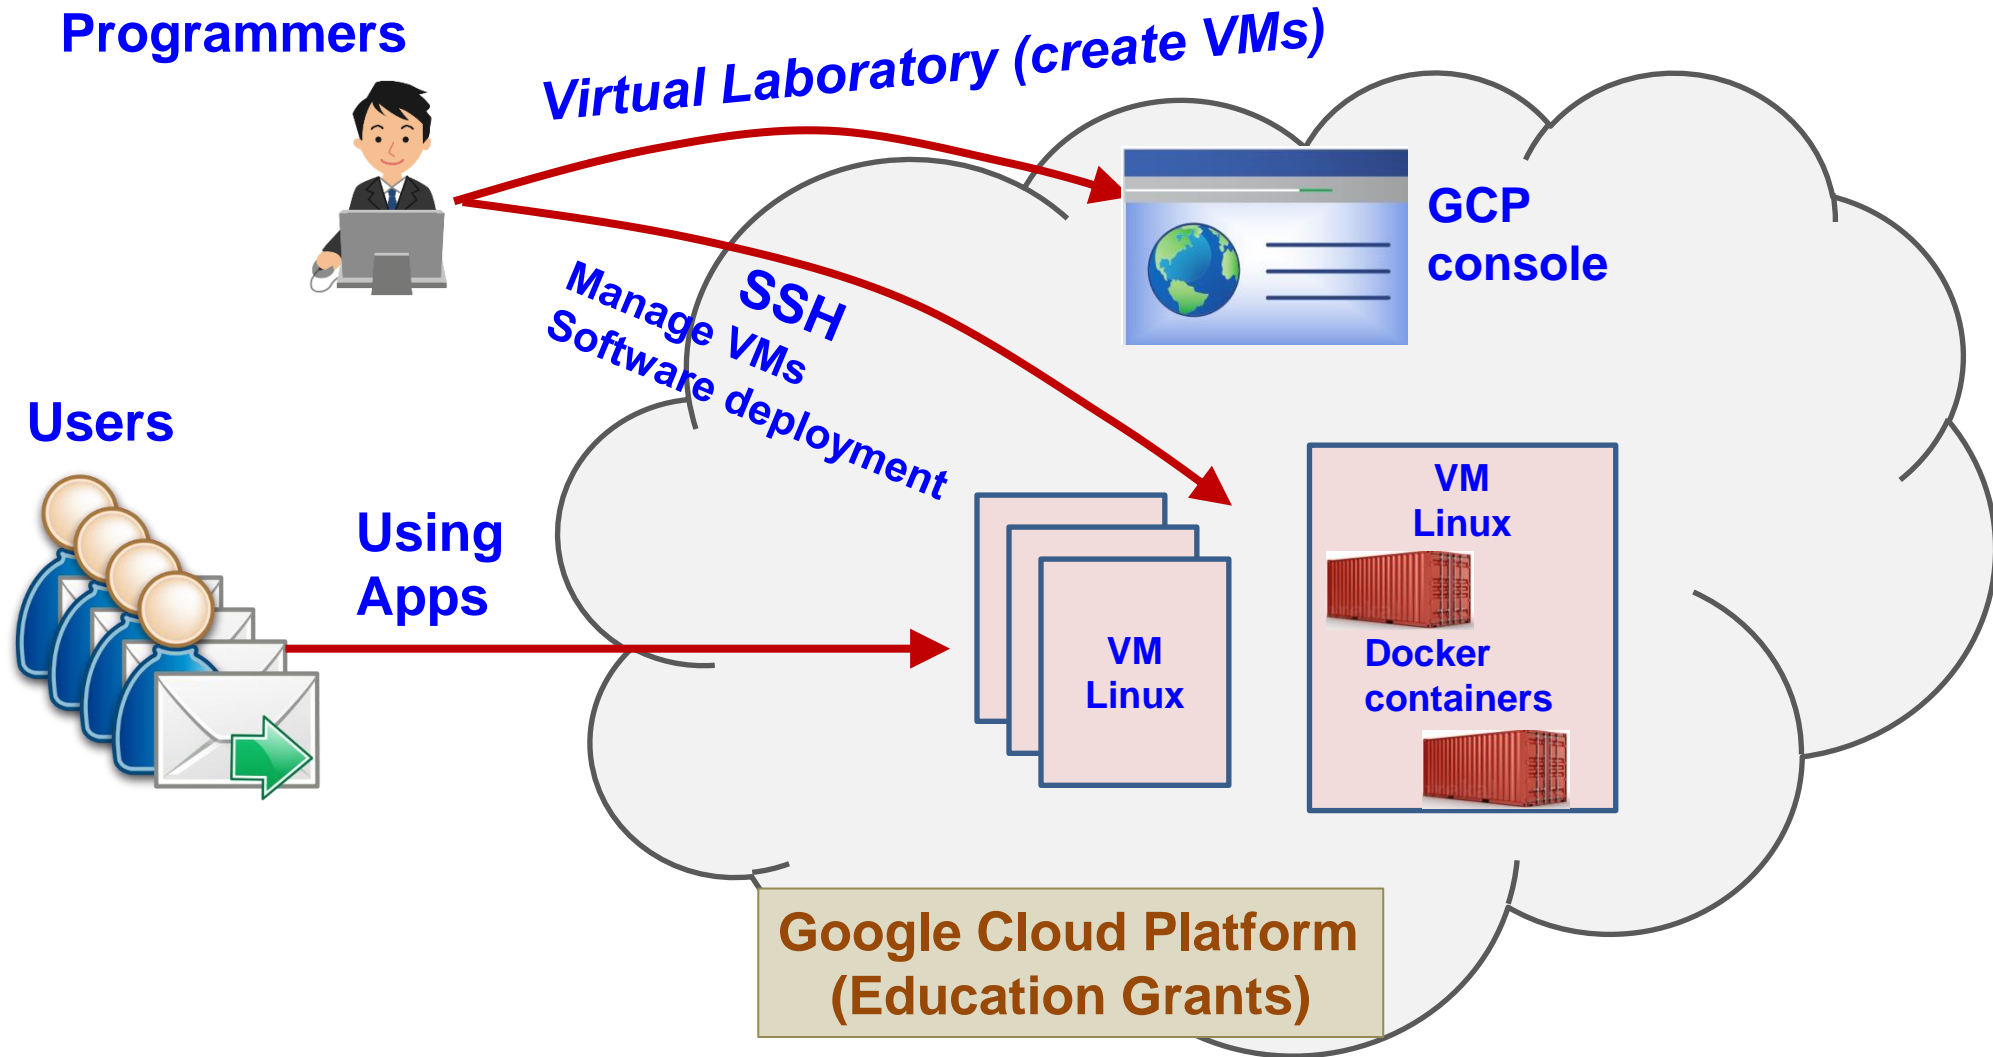 Programmers
Virtual Laboratory (create VMs)
GCP
console
SSH
Manage VMs
Software deployment
Users
Using
Apps
VM
Linux
VM
Linux
Docker
containers
Google Cloud Platform
(Education Grants)